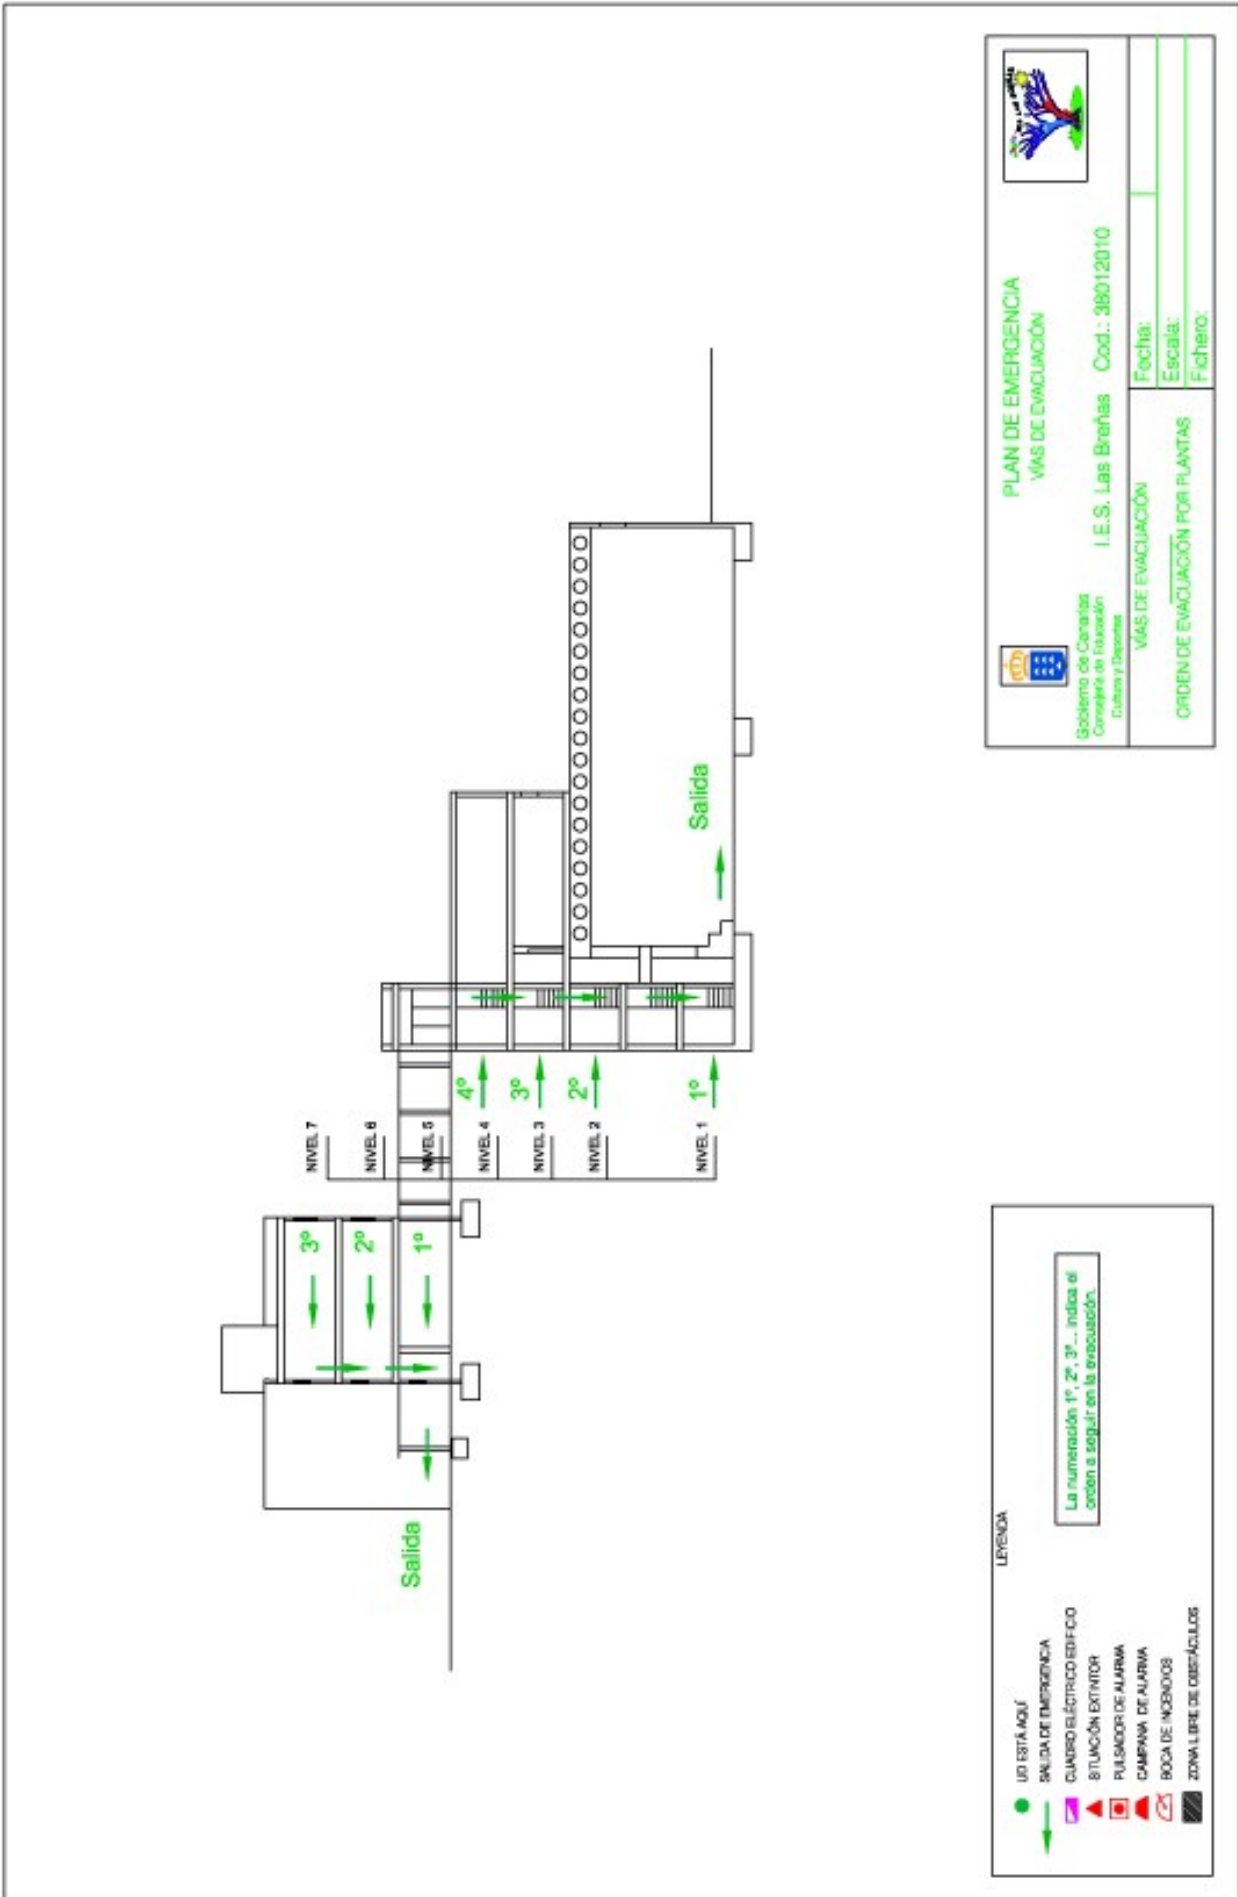 Salida
3º
2º
1º
NIVEL 7
NIVEL 6
NIVEL 5
NIVEL 4
NIVEL 3
NIVEL 2
NIVEL 1
4º
3º
2º
1º
Salida
LEYENDA
UD ESTÁ AQUÍ
SALIDA DE EMERGENCIA
CUADRO ELÉCTRICO EDIFICO
SITUACIÓN EXTINTOR
PULSADOR DE ALARMA
CAMPANA DE ALARMA
BOCA DE INCENDIOS
ZONA LIBRE DE OBSTÁCULOS
La numeración 1º, 2º, 3º... indica el
orden a seguir en la evacuación.
PLAN DE EMERGENCIA
VÍAS DE EVACUACIÓN
Gobierno de Canarias
Consejería de Educación
Cultura y Deportes
I.E.S. Las Breñas Cod.: 38012010
VÍAS DE EVACUACIÓN
ORDEN DE EVACUACIÓN POR PLANTAS
Fecha:
Escala:
Fichero: